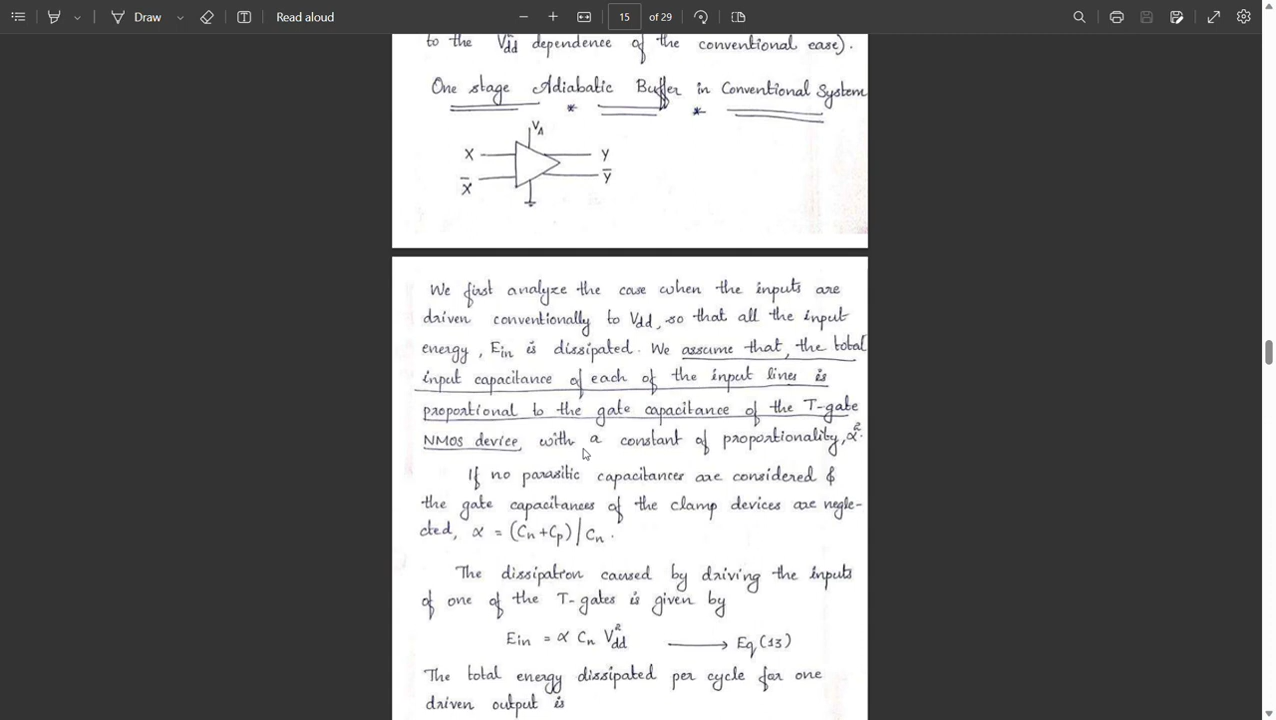 Draw
Read aloud
15 of 29
to the V²dd dependence of the conventional case).
One stage Adiabatic Buffer in Conventional System
* *
VA
X
Y
X̅
Y̅
We first analyze the case when the inputs are
driven conventionally to Vdd, so that all the input
energy, Ein is dissipated. We assume that, the total
input capacitance of each of the input lines is
proportional to the gate capacitance of the T-gate
NMOS device, with a constant of proportionality, α².
If no parasitic capacitances are considered &
the gate capacitances of the clamp devices are negle-
cted, α = (Cn+Cp)/Cn.
The dissipation caused by driving the inputs
of one of the T-gates is given by
Ein = α Cn V²dd ⟶ Eq(13)
The total energy dissipated per cycle for one
driven output is